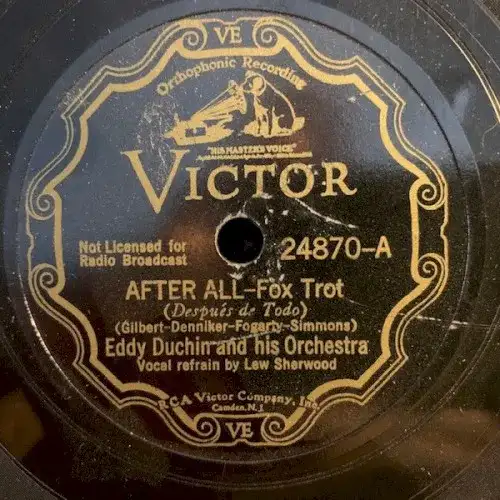 VE
Orthophonic Recording
"HIS MASTER'S VOICE"
VICTOR
Not Licensed for
Radio Broadcast
24870-A
AFTER ALL-Fox Trot
(Después de Todo)
(Gilbert-Denniker-Fogarty-Simmons)
Eddy Duchin and his Orchestra
Vocal refrain by Lew Sherwood
RCA Victor Company, Inc.
Camden, N.J.
VE